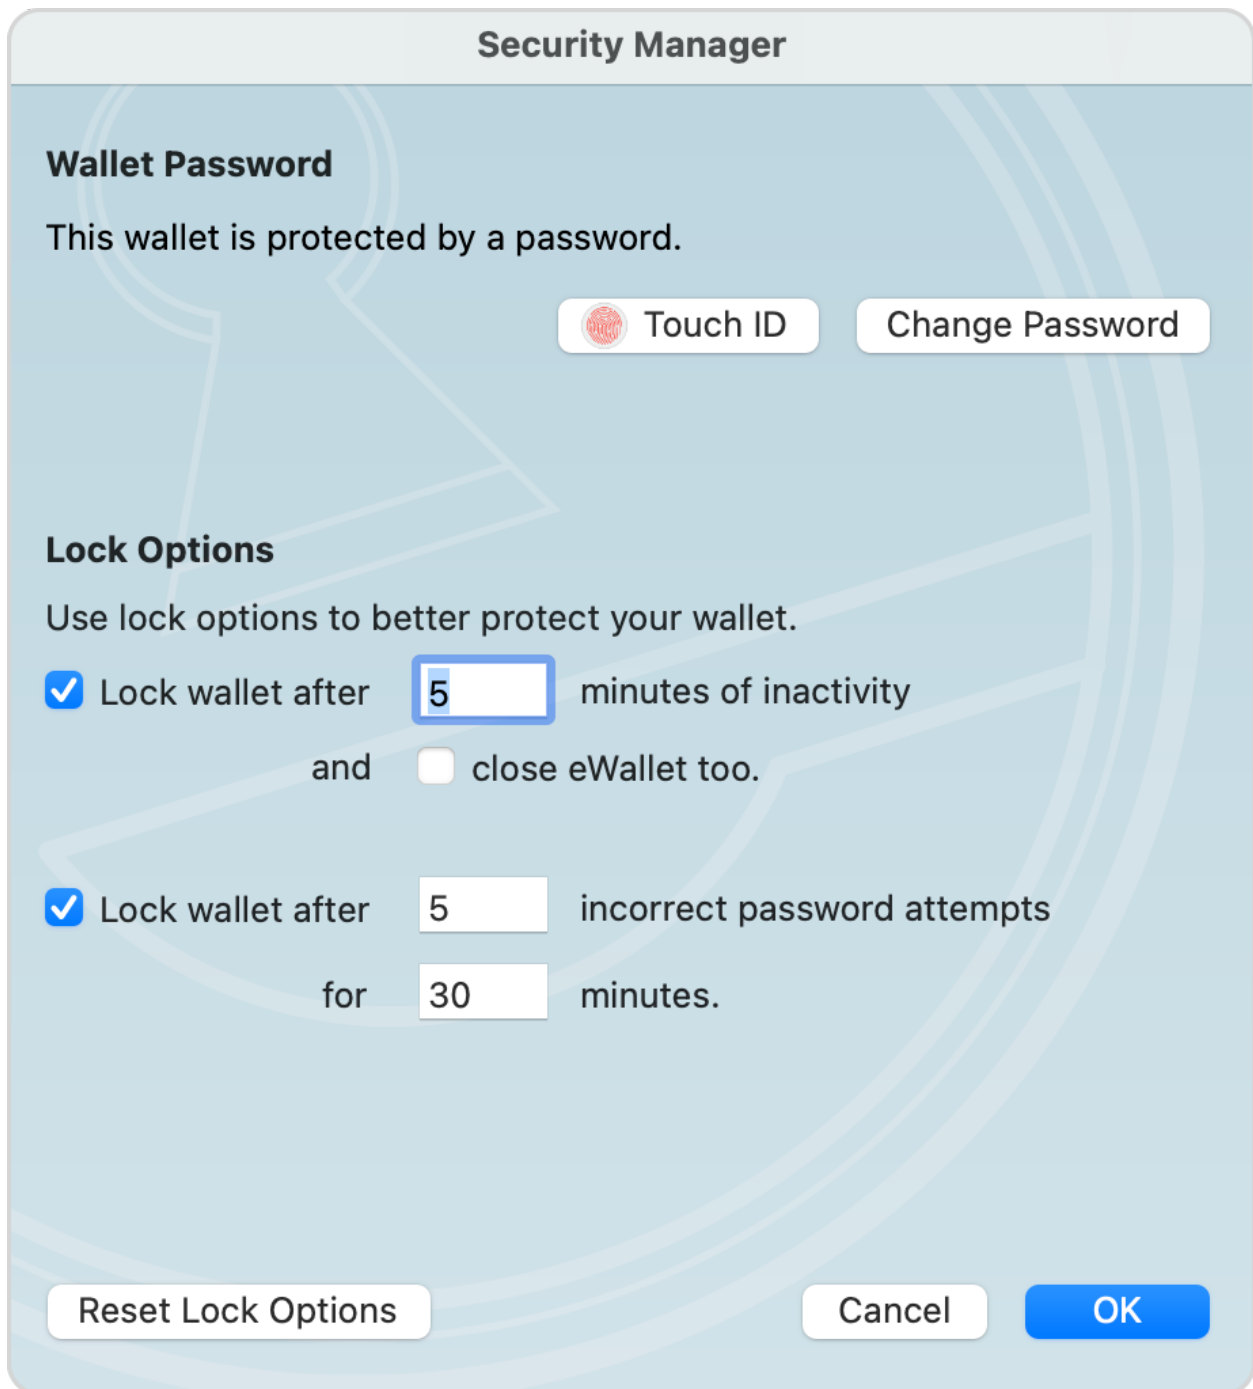 Security Manager
Wallet Password
This wallet is protected by a password.
Touch ID
Change Password
Lock Options
Use lock options to better protect your wallet.
Lock wallet after 5 minutes of inactivity
and close eWallet too.
Lock wallet after 5 incorrect password attempts
for 30 minutes.
Reset Lock Options
Cancel
OK